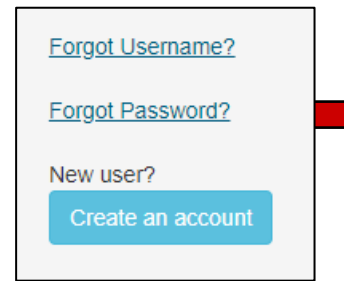 Forgot Username?
Forgot Password?
New user?
Create an account